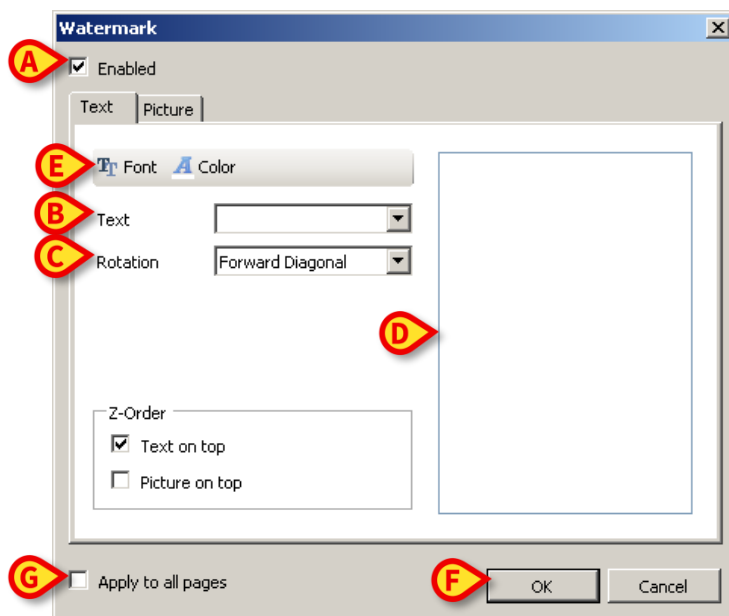 Watermark
A
Enabled
Text Picture
E Font Color
B Text
C Rotation Forward Diagonal
D
Z-Order
Text on top
Picture on top
G Apply to all pages F OK Cancel